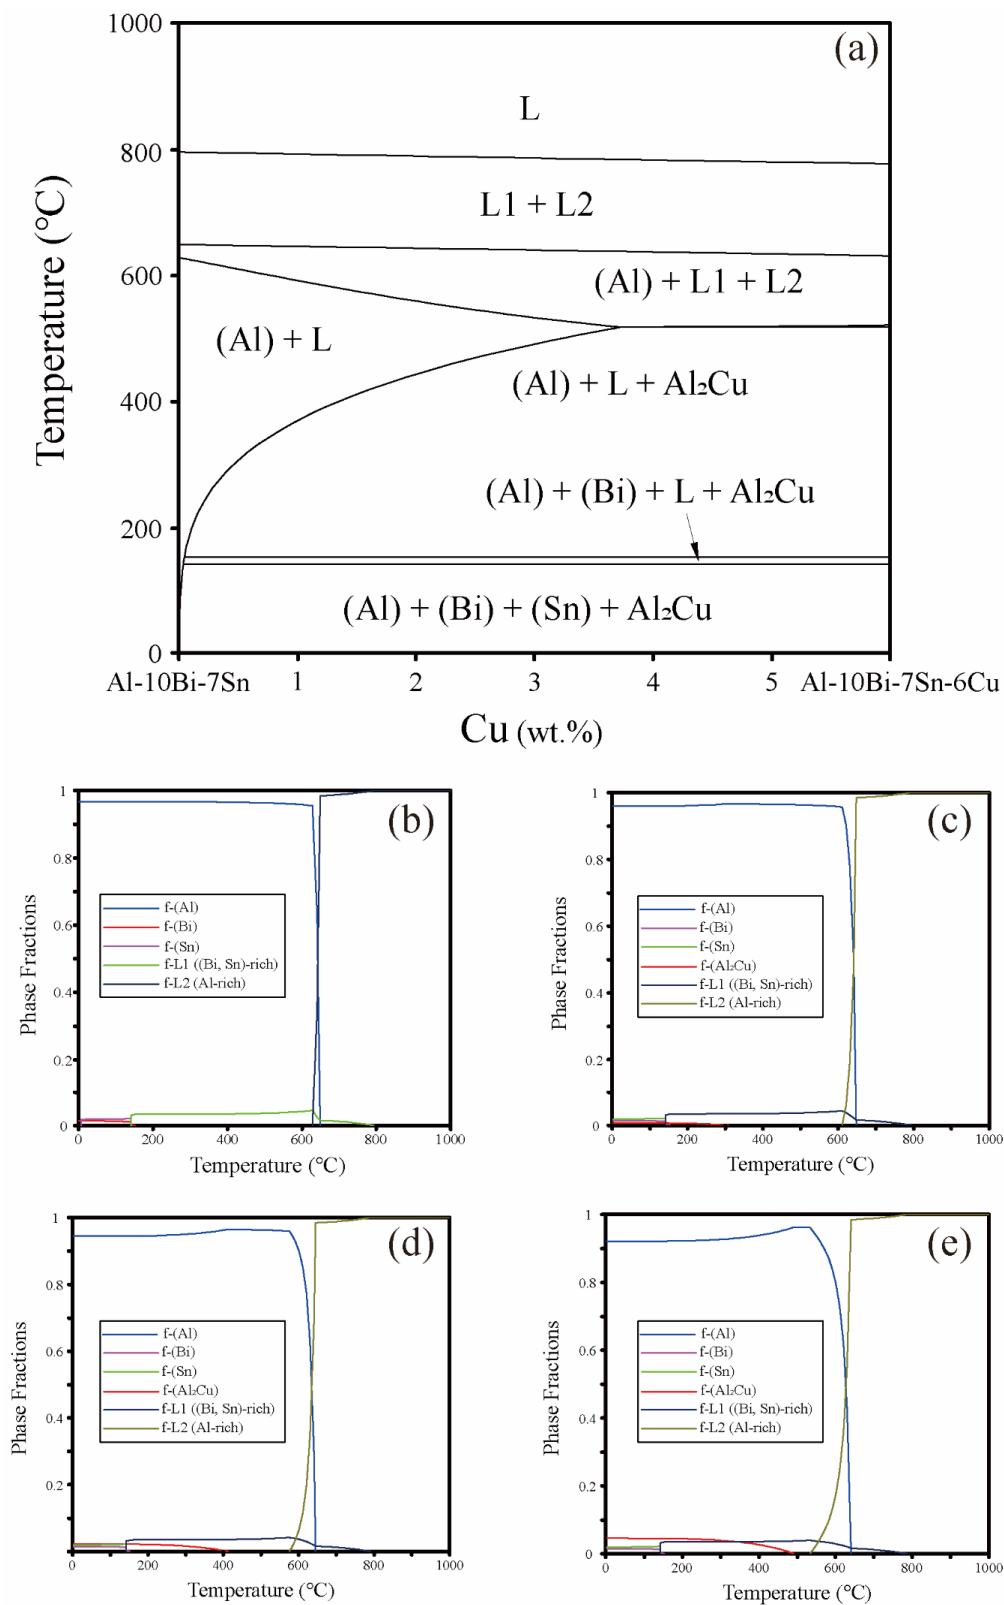 (a)
1000
800
600
400
200
0
Temperature (°C)
L
L1 + L2
(Al) + L1 + L2
(Al) + L
(Al) + L + Al₂Cu
(Al) + (Bi) + L + Al₂Cu
(Al) + (Bi) + (Sn) + Al₂Cu
Al-10Bi-7Sn 1 2 3 4 5 Al-10Bi-7Sn-6Cu
Cu (wt.%)
(b)
1
0.8
0.6
0.4
0.2
Phase Fractions
f-(Al)
f-(Bi)
f-(Sn)
f-L1 ((Bi, Sn)-rich)
f-L2 (Al-rich)
0 200 400 600 800 1000
Temperature (°C)
(c)
1
0.8
0.6
0.4
0.2
0
Phase Fractions
f-(Al)
f-(Bi)
f-(Sn)
f-(Al₂Cu)
f-L1 ((Bi, Sn)-rich)
f-L2 (Al-rich)
0 200 400 600 800 1000
Temperature (°C)
(d)
1
0.8
0.6
0.4
0.2
Phase Fractions
f-(Al)
f-(Bi)
f-(Sn)
f-(Al₂Cu)
f-L1 ((Bi, Sn)-rich)
f-L2 (Al-rich)
0 200 400 600 800 1000
Temperature (°C)
(e)
1
0.8
0.6
0.4
0.2
0
Phase Fractions
f-(Al)
f-(Bi)
f-(Sn)
f-(Al₂Cu)
f-L1 ((Bi, Sn)-rich)
f-L2 (Al-rich)
0 200 400 600 800 1000
Temperature (°C)